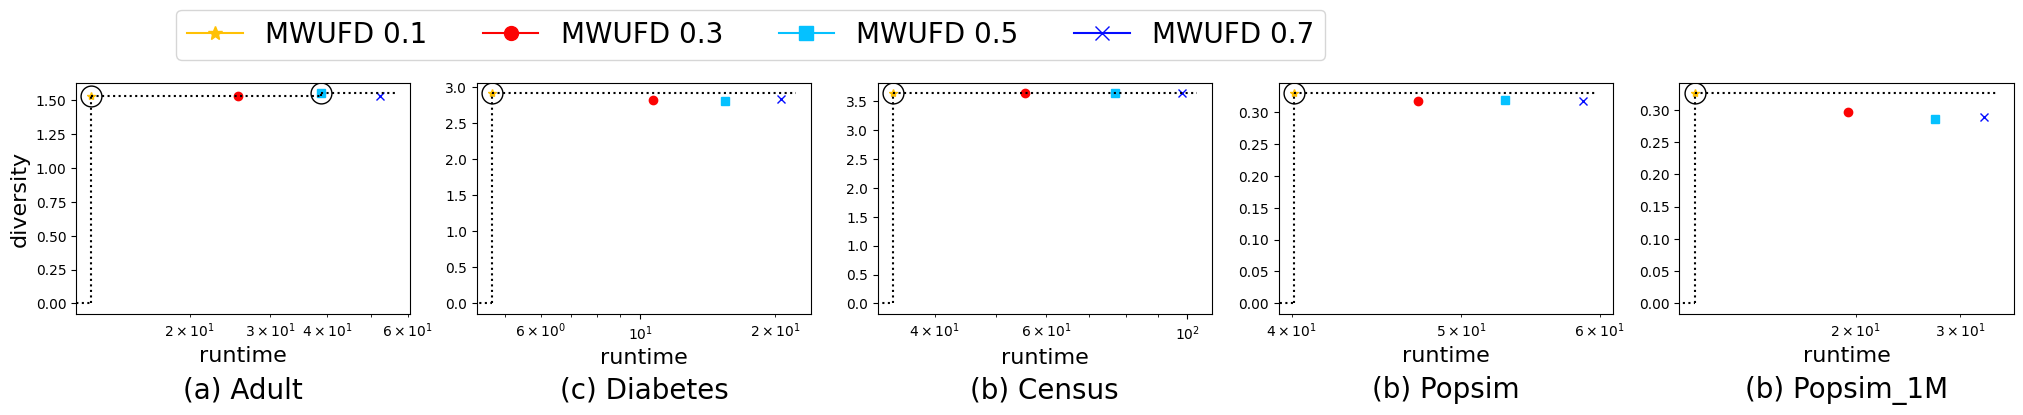 MWUFD 0.1 MWUFD 0.3 MWUFD 0.5 MWUFD 0.7
diversity
1.50
1.25
1.00
0.75
0.50
0.25
0.00
2×10¹ 3×10¹ 4×10¹ 6×10¹
runtime
(a) Adult
3.0
2.5
2.0
1.5
1.0
0.5
0.0
6×10⁰ 10¹ 2×10¹
runtime
(c) Diabetes
3.5
3.0
2.5
2.0
1.5
1.0
0.5
0.0
4×10¹ 6×10¹ 10²
runtime
(b) Census
0.30
0.25
0.20
0.15
0.10
0.05
0.00
4×10¹ 5×10¹ 6×10¹
runtime
(b) Popsim
0.30
0.25
0.20
0.15
0.10
0.05
0.00
2×10¹ 3×10¹
runtime
(b) Popsim_1M